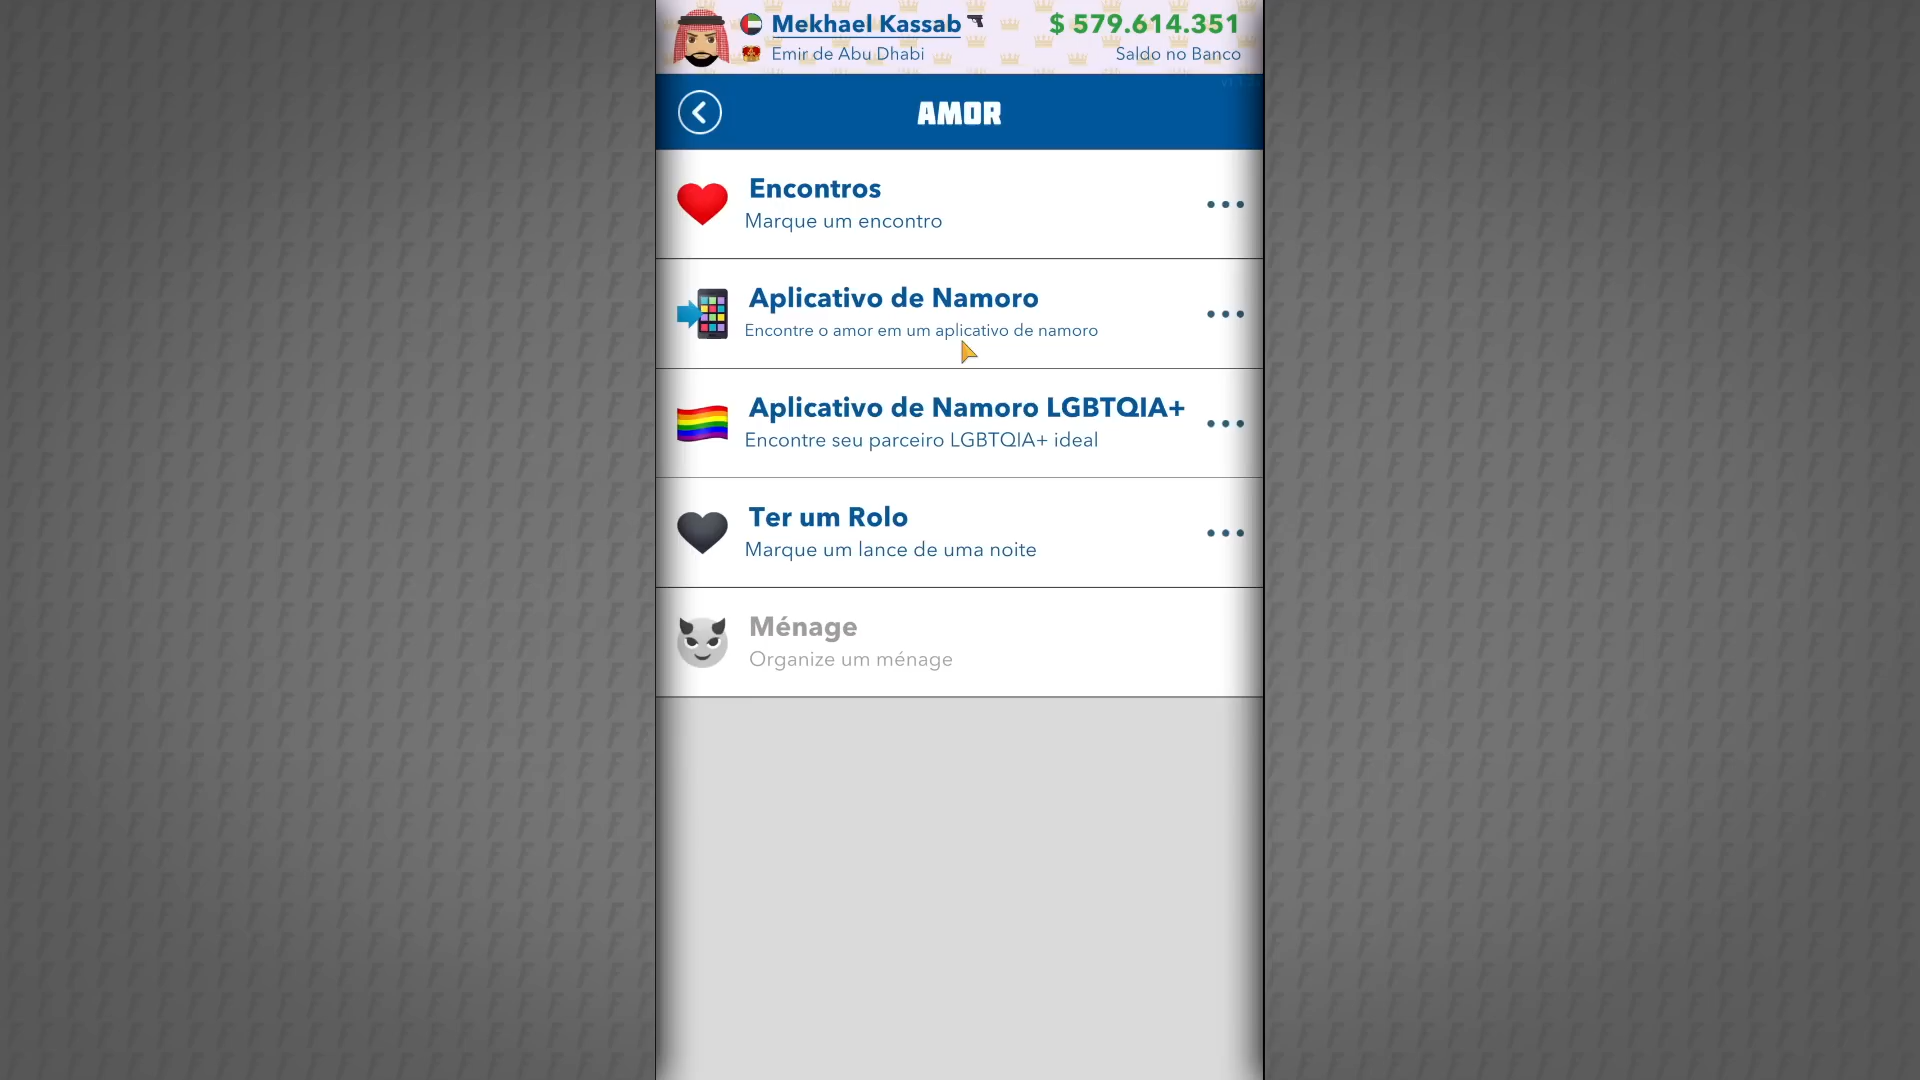 Mekhael Kassab
$ 579.614.351
Emir de Abu Dhabi
Saldo no Banco
AMOR
Encontros
Marque um encontro
Aplicativo de Namoro
Encontre o amor em um aplicativo de namoro
Aplicativo de Namoro LGBTQIA+
Encontre seu parceiro LGBTQIA+ ideal
Ter um Rolo
Marque um lance de uma noite
Ménage
Organize um ménage